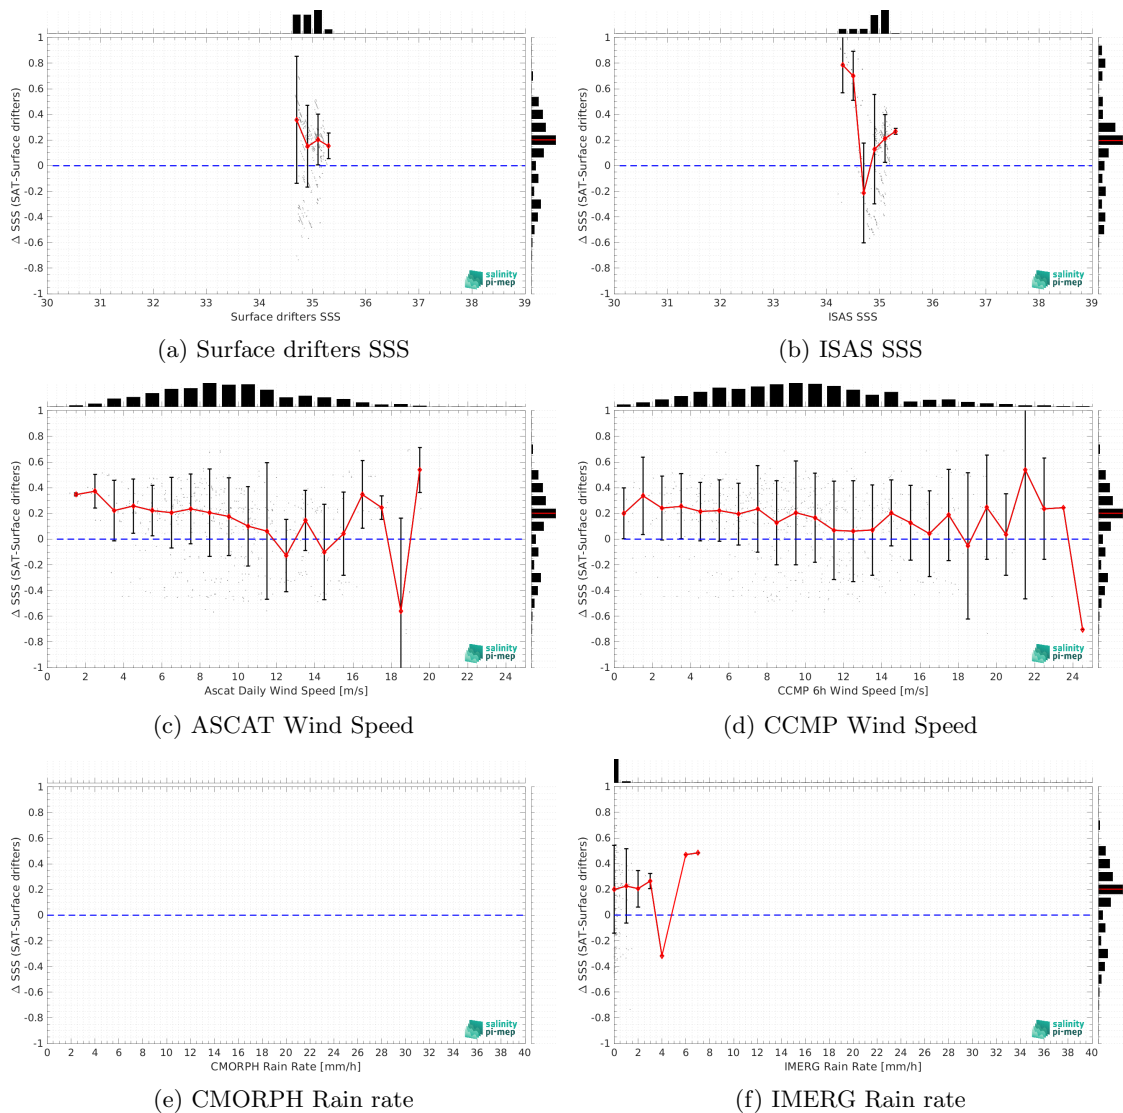 1
0.8
0.6
0.4
0.2
0
-0.2
-0.4
-0.6
-0.8
-1
Δ SSS (SAT-Surface drifters)
30 31 32 33 34 35 36 37 38 39
Surface drifters SSS
salinity
pi-mep
(a) Surface drifters SSS
1
0.8
0.6
0.4
0.2
0
-0.2
-0.4
-0.6
-0.8
-1
Δ SSS (SAT-Surface drifters)
30 31 32 33 34 35 36 37 38 39
ISAS SSS
salinity
pi-mep
(b) ISAS SSS
1
0.8
0.6
0.4
0.2
0
-0.2
-0.4
-0.6
-0.8
-1
Δ SSS (SAT-Surface drifters)
0 2 4 6 8 10 12 14 16 18 20 22 24
Ascat Daily Wind Speed [m/s]
salinity
pi-mep
(c) ASCAT Wind Speed
1
0.8
0.6
0.4
0.2
0
-0.2
-0.4
-0.6
-0.8
-1
Δ SSS (SAT-Surface drifters)
0 2 4 6 8 10 12 14 16 18 20 22 24
CCMP 6h Wind Speed [m/s]
salinity
pi-mep
(d) CCMP Wind Speed
1
0.8
0.6
0.4
0.2
0
-0.2
-0.4
-0.6
-0.8
-1
Δ SSS (SAT-Surface drifters)
0 2 4 6 8 10 12 14 16 18 20 22 24 26 28 30 32 34 36 38 40
CMORPH Rain Rate [mm/h]
salinity
pi-mep
(e) CMORPH Rain rate
1
0.8
0.6
0.4
0.2
0
-0.2
-0.4
-0.6
-0.8
-1
Δ SSS (SAT-Surface drifters)
0 2 4 6 8 10 12 14 16 18 20 22 24 26 28 30 32 34 36 38 40
IMERG Rain Rate [mm/h]
salinity
pi-mep
(f) IMERG Rain rate